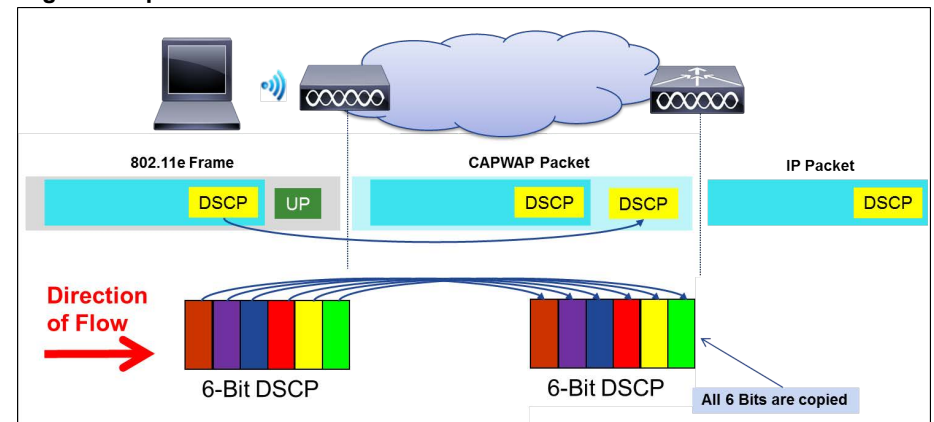 802.11e Frame
CAPWAP Packet
IP Packet
DSCP
UP
DSCP
DSCP
DSCP
Direction
of Flow
6-Bit DSCP
6-Bit DSCP
All 6 Bits are copied